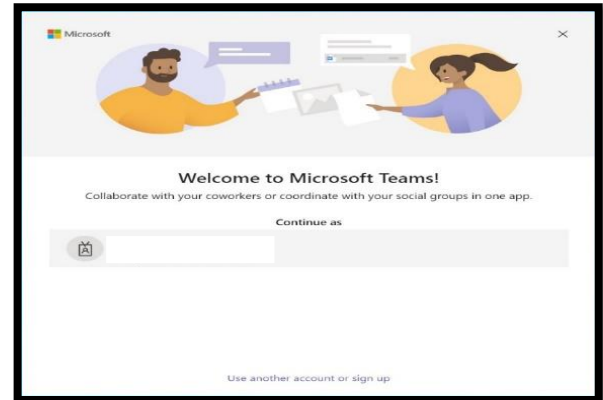 Microsoft
Welcome to Microsoft Teams!
Collaborate with your coworkers or coordinate with your social groups in one app.
Continue as
Use another account or sign up